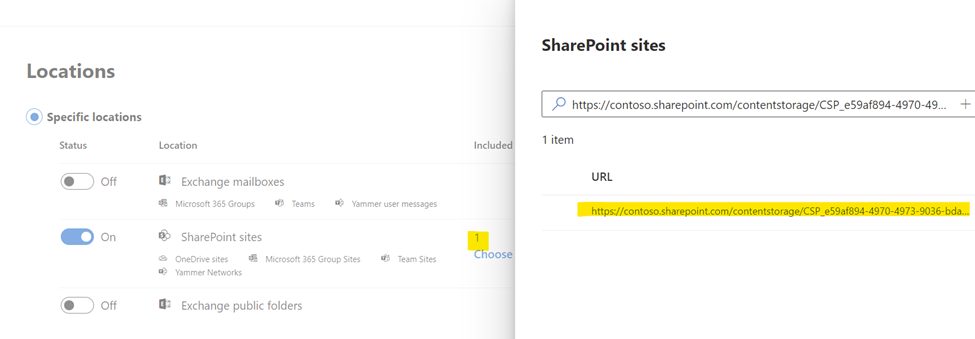 Locations
Specific locations
Status Location Included
Off Exchange mailboxes
Microsoft 365 Groups Teams Yammer user messages
On SharePoint sites 1
Choose
OneDrive sites Microsoft 365 Group Sites Team Sites
Yammer Networks
Off Exchange public folders
SharePoint sites
https://contoso.sharepoint.com/contentstorage/CSP_e59af894-4970-49...
1 item
URL
https://contoso.sharepoint.com/contentstorage/CSP_e59af894-4970-4973-9036-bda...